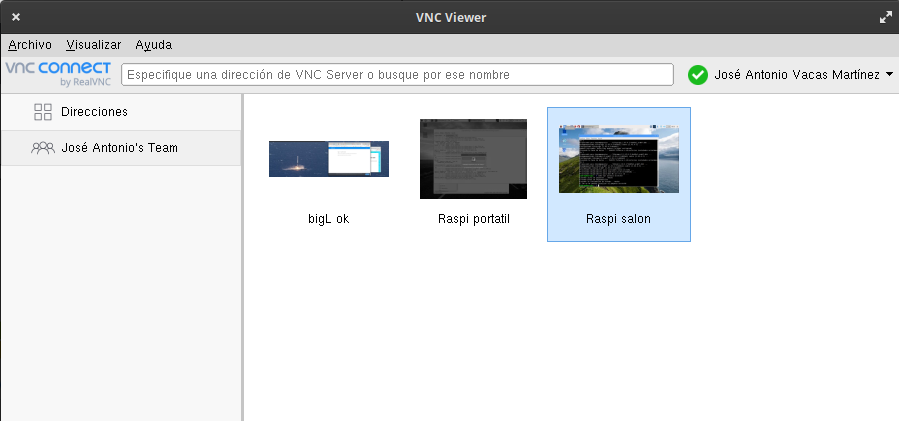 VNC Viewer
Archivo Visualizar Ayuda
VNC CONNECT
by RealVNC
Especifique una dirección de VNC Server o busque por ese nombre
José Antonio Vacas Martínez
Direcciones
José Antonio's Team
bigL ok
Raspi portatil
Raspi salon